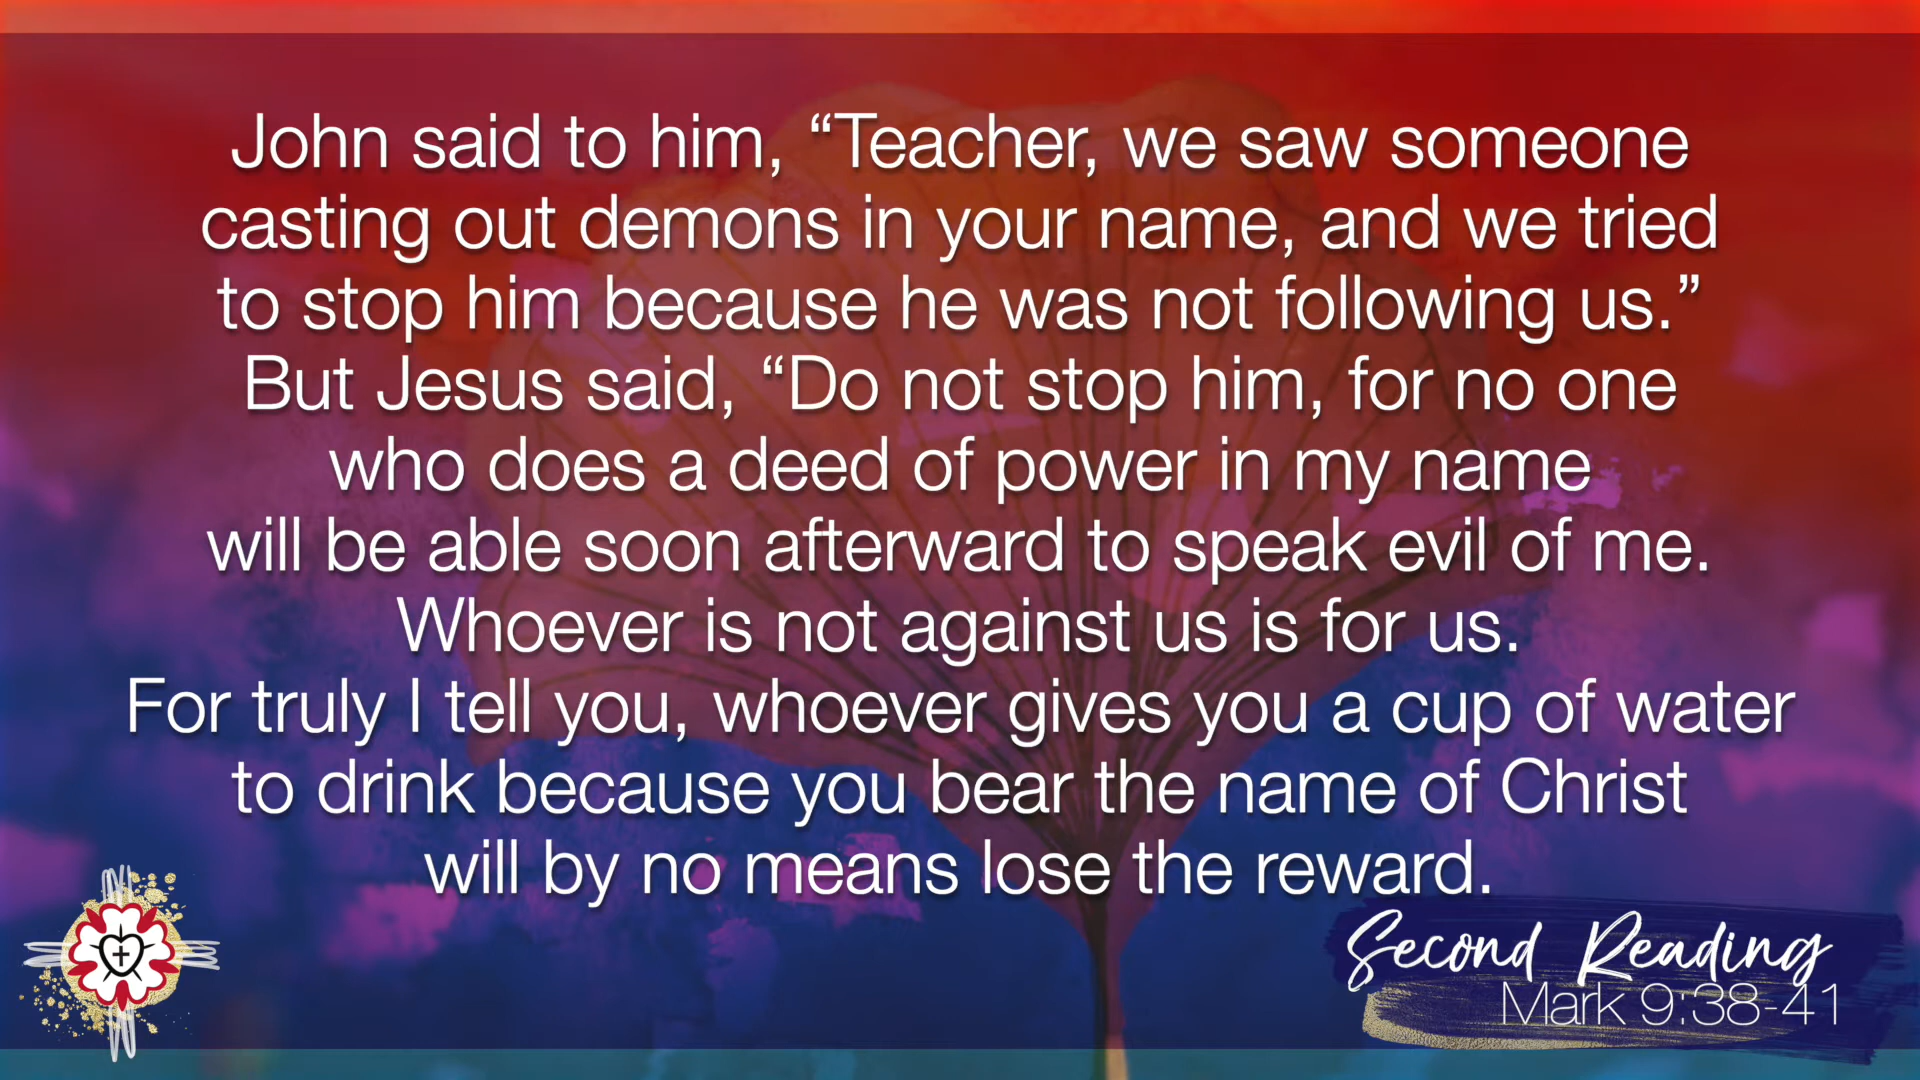 John said to him, “Teacher, we saw someone
casting out demons in your name, and we tried
to stop him because he was not following us.”
But Jesus said, “Do not stop him, for no one
who does a deed of power in my name
will be able soon afterward to speak evil of me.
Whoever is not against us is for us.
For truly I tell you, whoever gives you a cup of water
to drink because you bear the name of Christ
will by no means lose the reward.
Second Reading
Mark 9:38-41